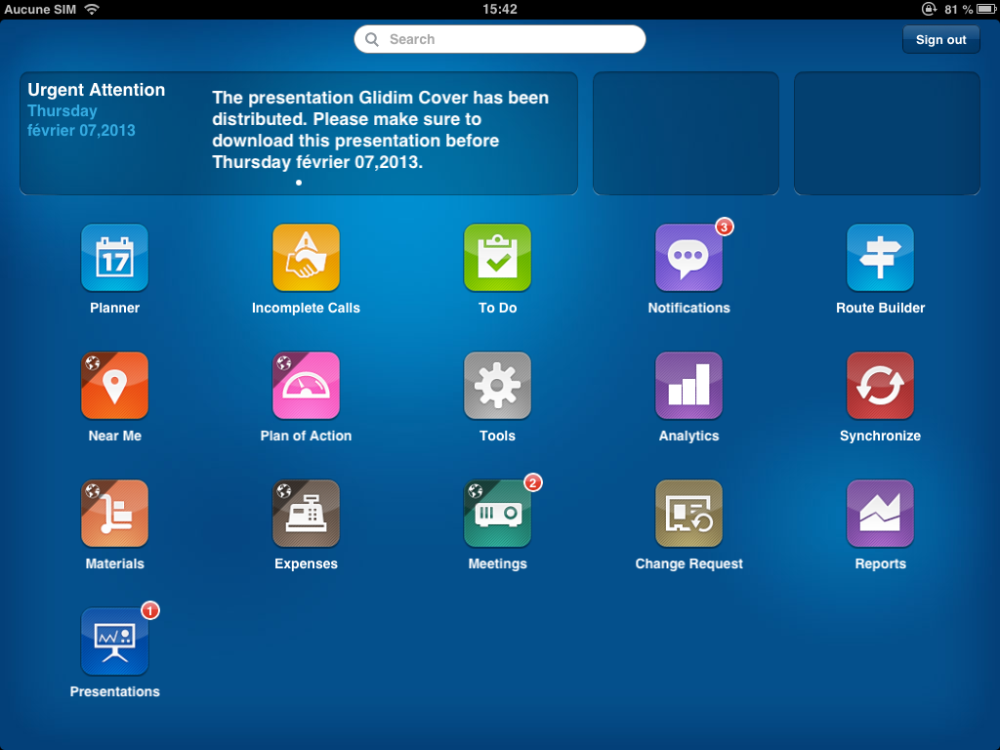 Aucune SIM 15:42 81 %
Search
Sign out
Urgent Attention
Thursday
février 07,2013
The presentation Glidim Cover has been
distributed. Please make sure to
download this presentation before
Thursday février 07,2013.
3
17
Planner Incomplete Calls To Do Notifications Route Builder
Near Me Plan of Action Tools Analytics Synchronize
2
Materials Expenses Meetings Change Request Reports
1
Presentations